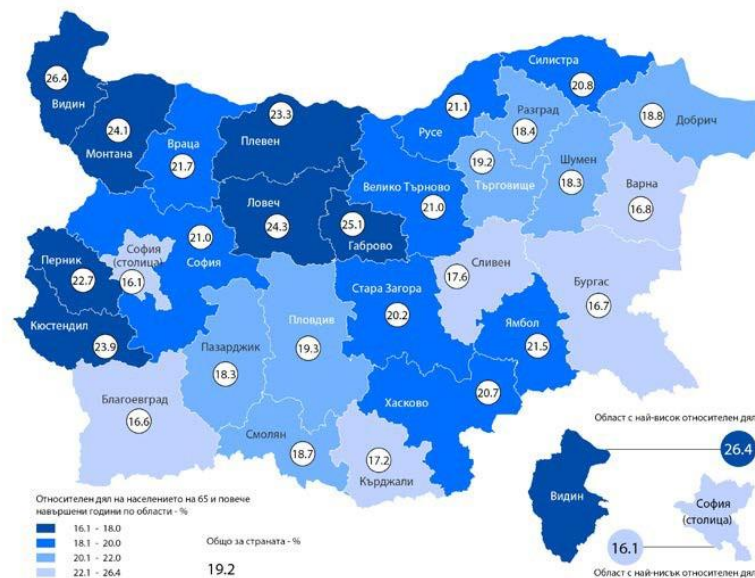 Силистра
26.4
20.8
Видин
23.3
21.1
Разград
18.8
24.1
Плевен
Русе
18.4
Добрич
Монтана
Враца
21.7
19.2
Шумен
Търговище
18.3
Варна
Ловеч
Велико Търново
16.8
24.3
25.1
21.0
Габрово
21.0
София
(столица)
София
Перник
22.7
16.1
Сливен
17.6
Бургас
Стара Загора
16.7
Кюстендил
Пловдив
20.2
Ямбол
23.9
Пазарджик
19.3
21.5
18.3
Благоевград
20.7
Хасково
16.6
Смолян
18.7
17.2
Кърджали
Област с най-висок относителен дял
26.4
Видин
София
(столица)
16.1
Област с най-нисък относителен дял
Относителен дял на населението на 65 и повече
навършени години по области - %
16.1 - 18.0
18.1 - 20.0
20.1 - 22.0
22.1 - 26.4
Общо за страната - %
19.2